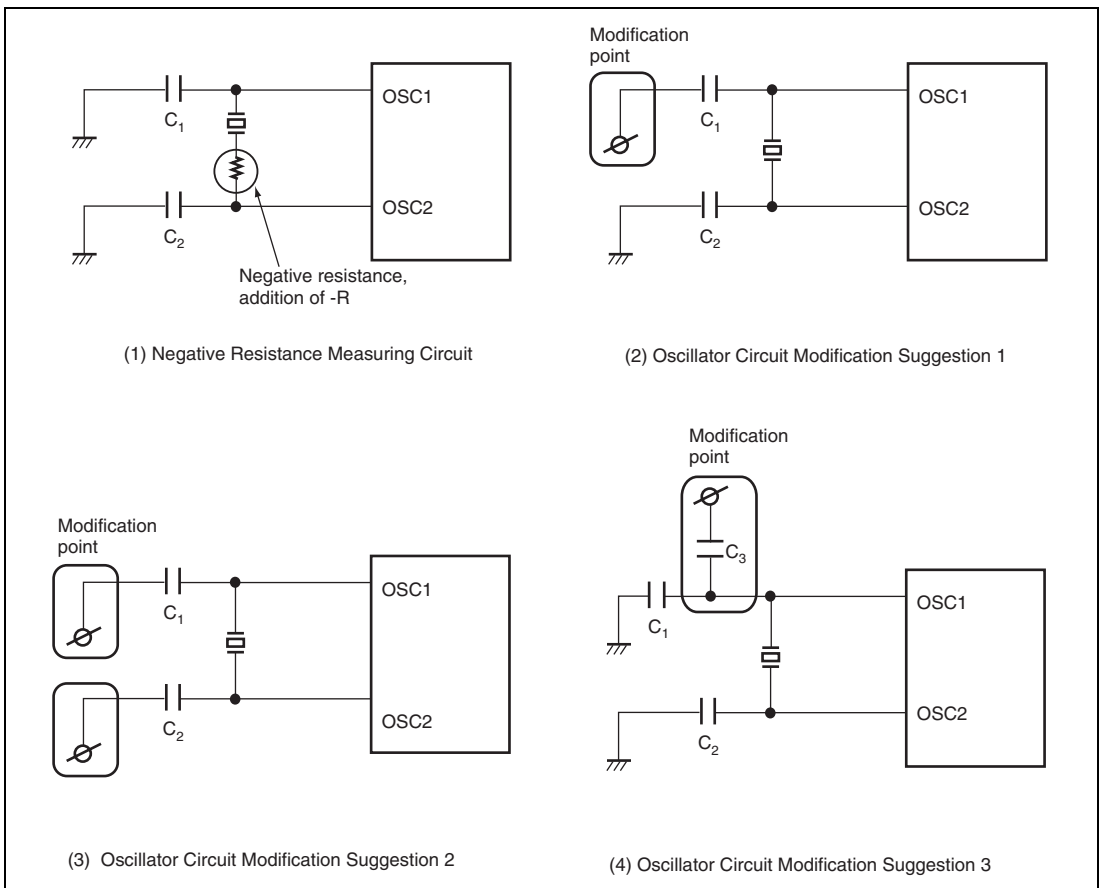 OSC1
C1
OSC2
C2
Negative resistance,
addition of -R
(1) Negative Resistance Measuring Circuit
Modification
point
OSC1
C1
OSC2
C2
(2) Oscillator Circuit Modification Suggestion 1
Modification
point
OSC1
C1
OSC2
C2
(3) Oscillator Circuit Modification Suggestion 2
Modification
point
C3
OSC1
C1
OSC2
C2
(4) Oscillator Circuit Modification Suggestion 3